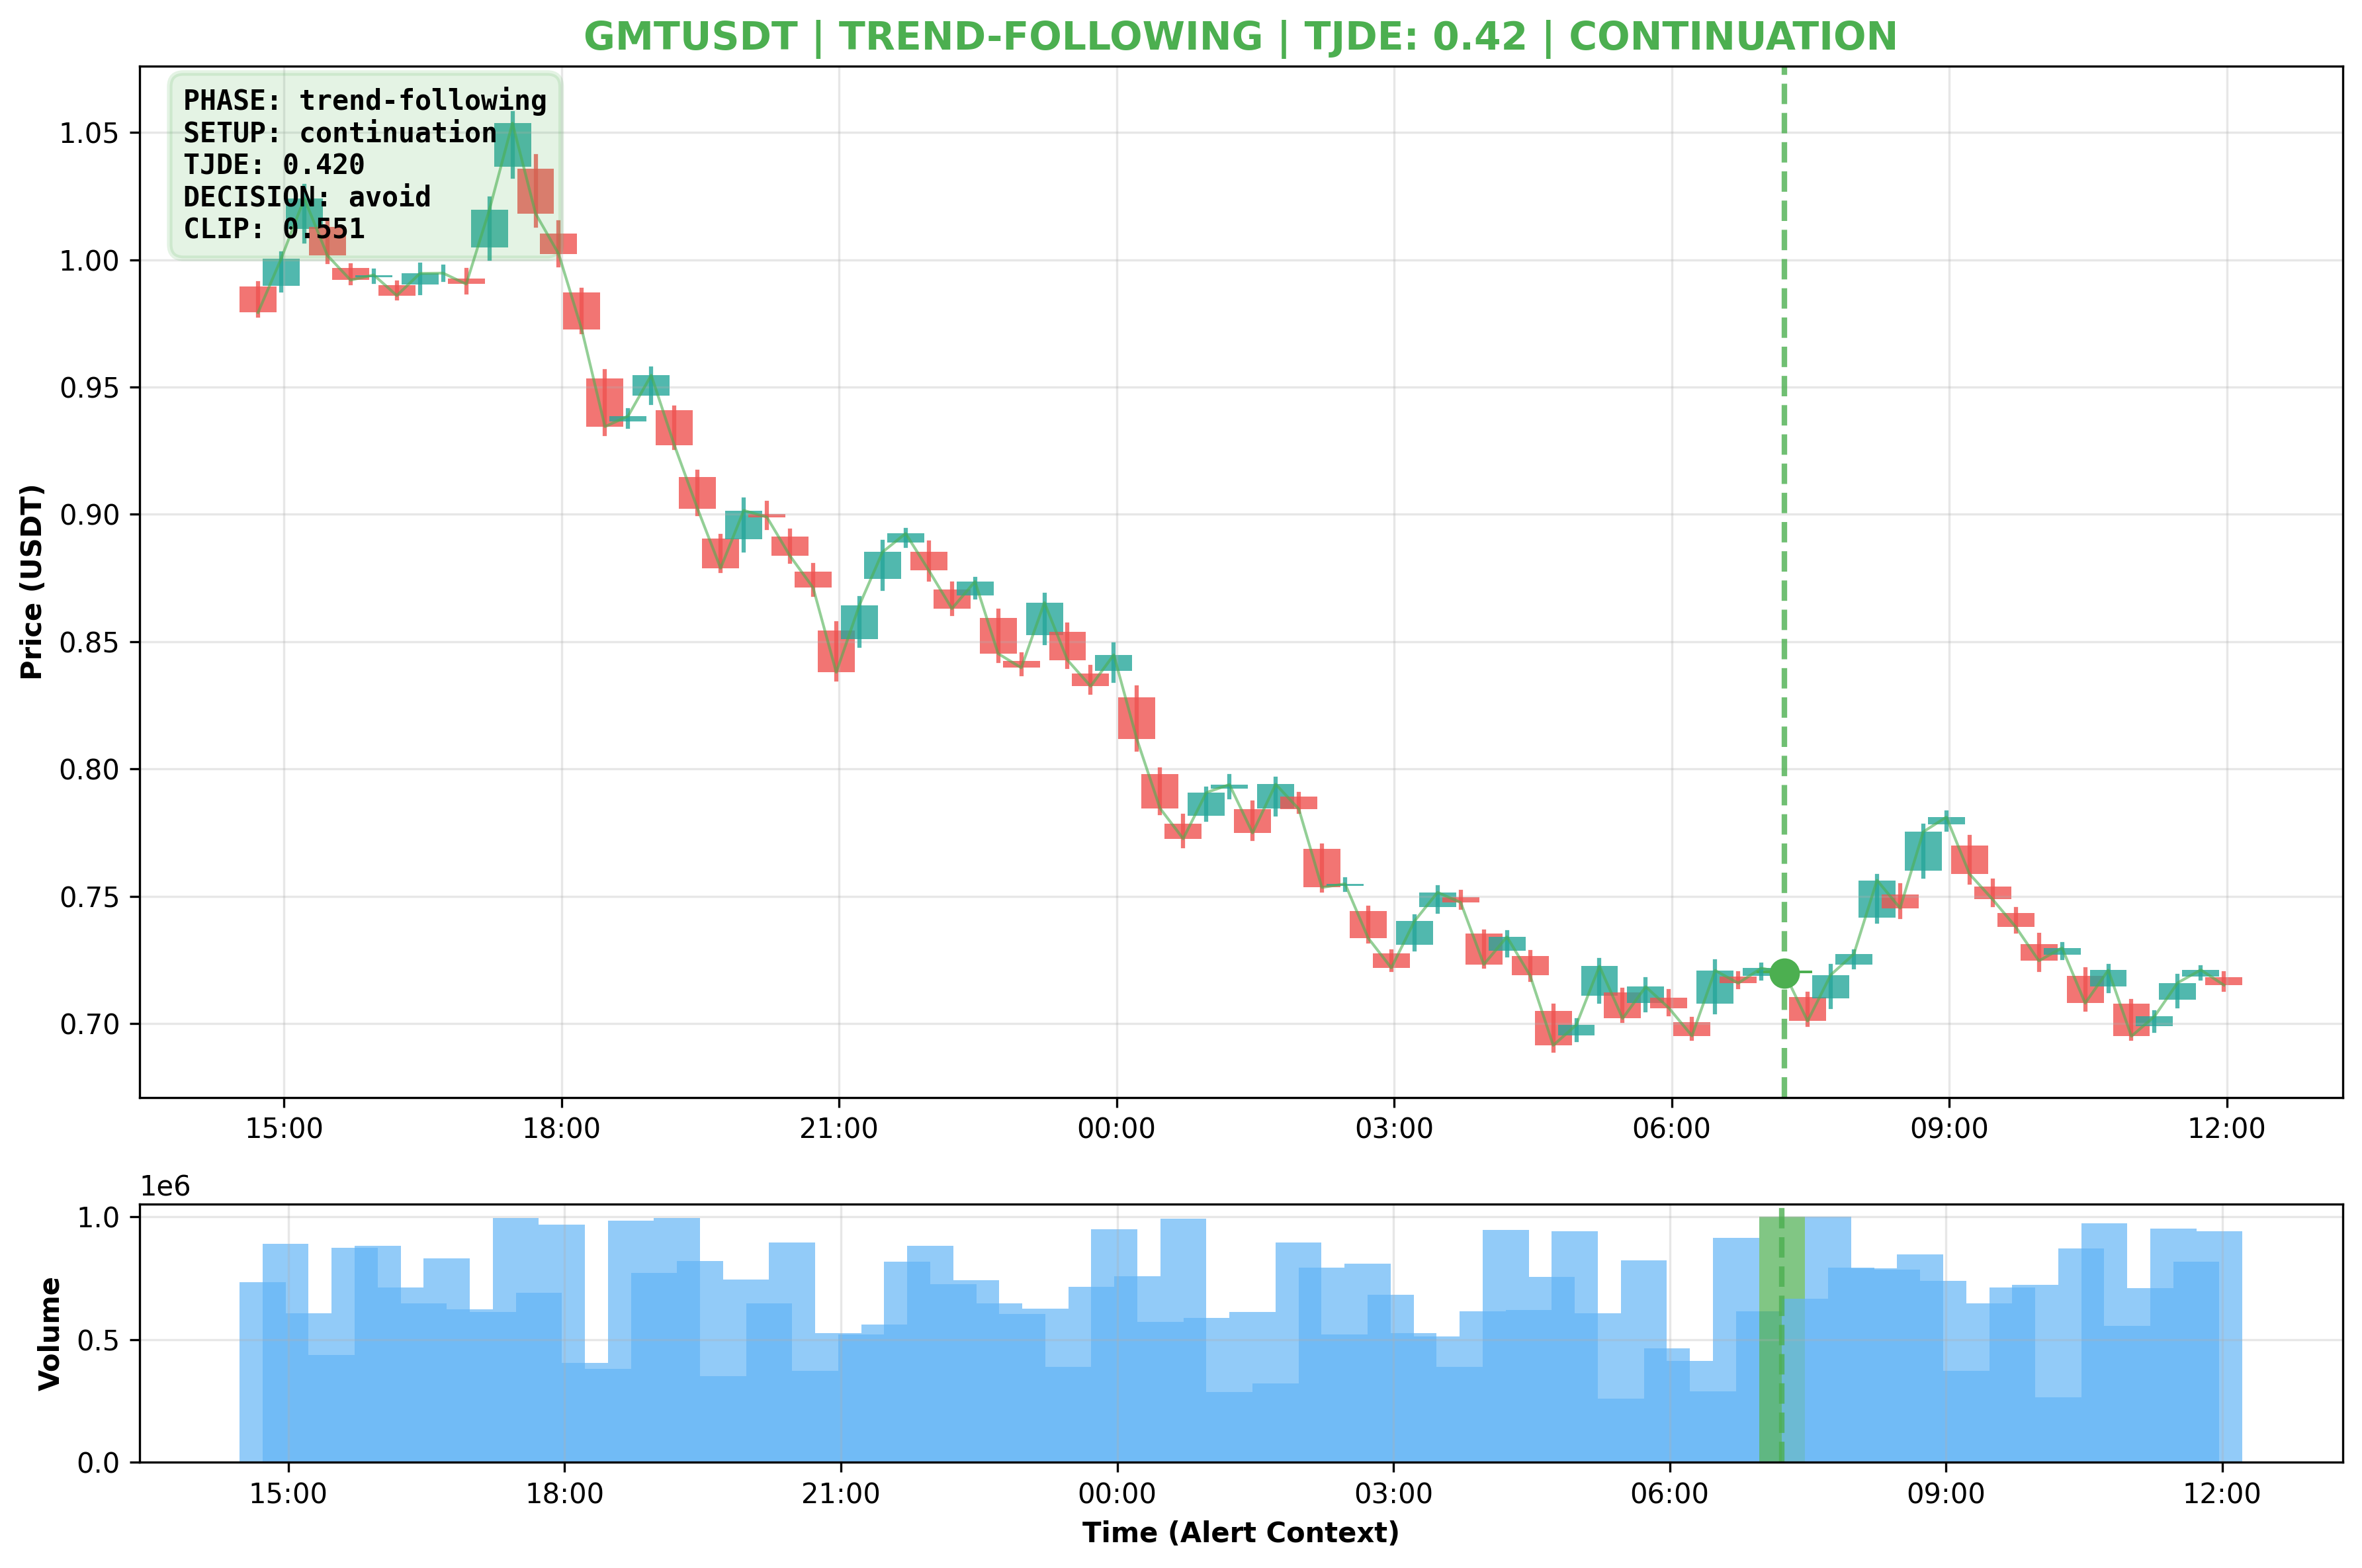 GMTUSDT | TREND-FOLLOWING | TJDE: 0.42 | CONTINUATION
PHASE: trend-following
SETUP: continuation
TJDE: 0.420
DECISION: avoid
CLIP: 0.551
Price (USDT)
1.05
1.00
0.95
0.90
0.85
0.80
0.75
0.70
15:00 18:00 21:00 00:00 03:00 06:00 09:00 12:00
1e6
Volume
1.0
0.5
0.0
15:00 18:00 21:00 00:00 03:00 06:00 09:00 12:00
Time (Alert Context)